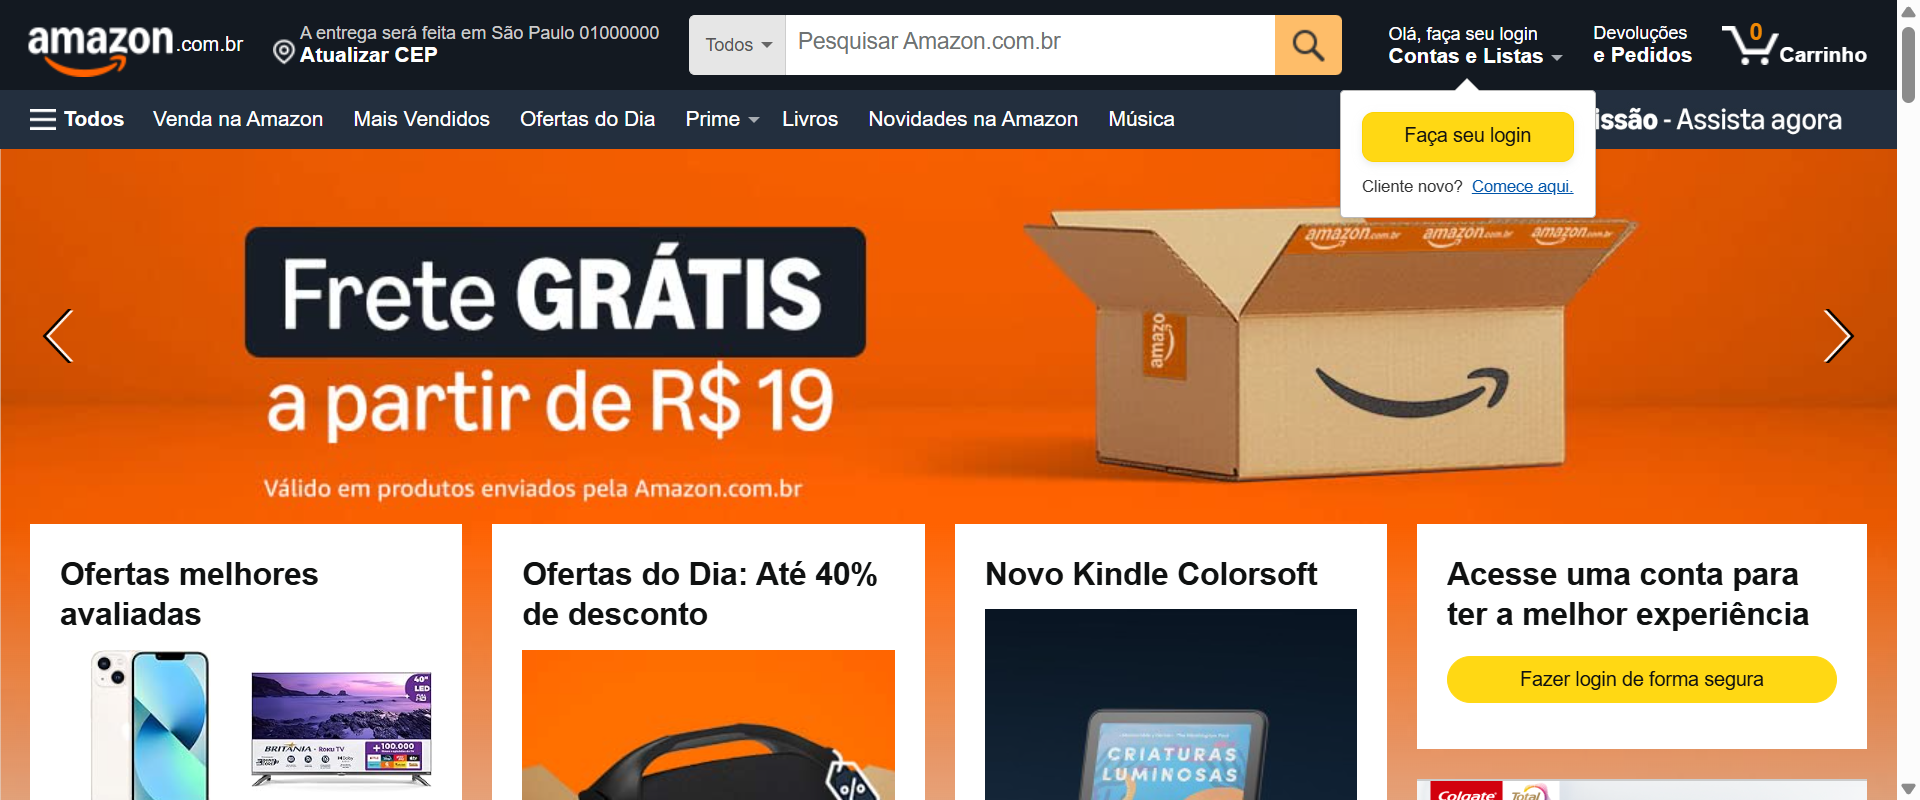 amazon.com.br
A entrega será feita em São Paulo 01000000
Atualizar CEP
Todos
Pesquisar Amazon.com.br
Olá, faça seu login
Contas e Listas
Devoluções
e Pedidos
0
Carrinho
Todos
Venda na Amazon
Mais Vendidos
Ofertas do Dia
Prime
Livros
Novidades na Amazon
Música
issão - Assista agora
Faça seu login
Cliente novo? Comece aqui.
Frete GRÁTIS
a partir de R$ 19
Válido em produtos enviados pela Amazon.com.br
amazon.com.br
amazon.com.br
amazon.com.br
amazo
Ofertas melhores
avaliadas
40"
LED
BRITÂNIA • Roku TV
+100.000
Ofertas do Dia: Até 40%
de desconto
%
Novo Kindle Colorsoft
CRIATURAS
LUMINOSAS
Acesse uma conta para
ter a melhor experiência
Fazer login de forma segura
Colgate
Total